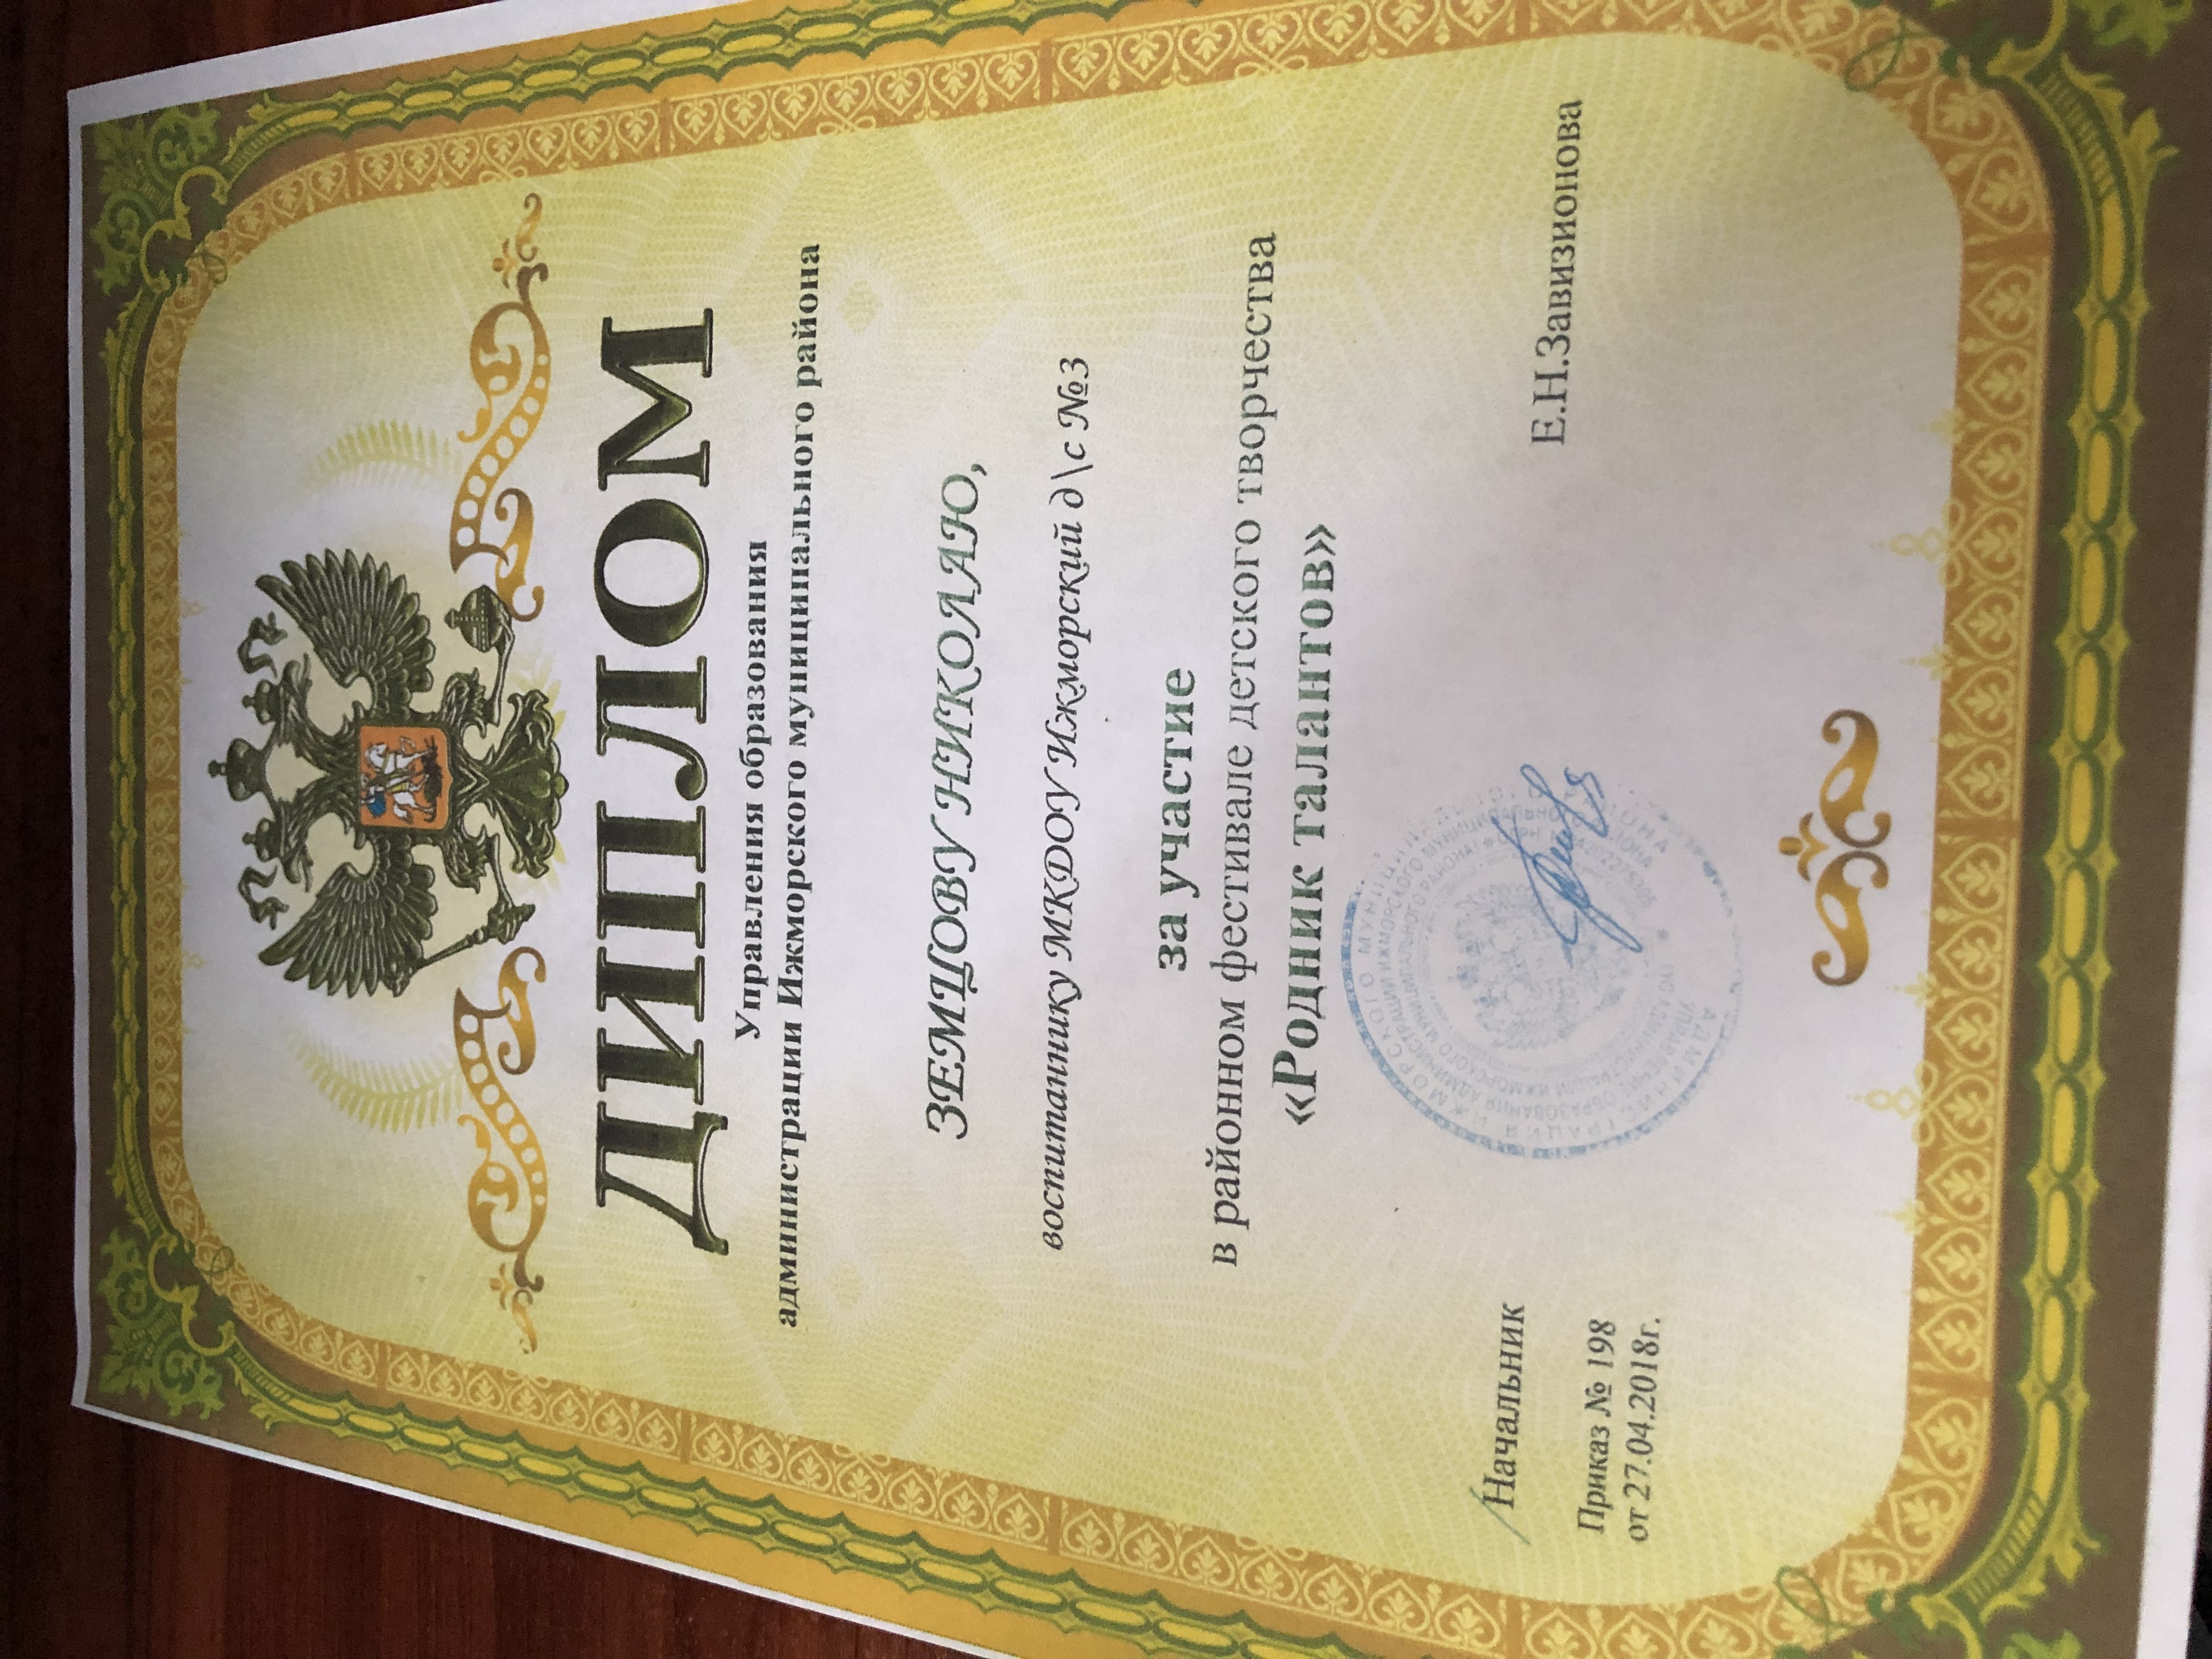 ДИПЛОМ
Управления образования
администрации Ижморского муниципального района
ЗЕМЦОВУ НИКОЛАЮ,
воспитаннику МКДОУ Ижморский д\с №3
за участие
в районном фестивале детского творчества
«Родник талантов»
Начальник
Е.Н.Завизионова
Приказ № 198
от 27.04.2018г.